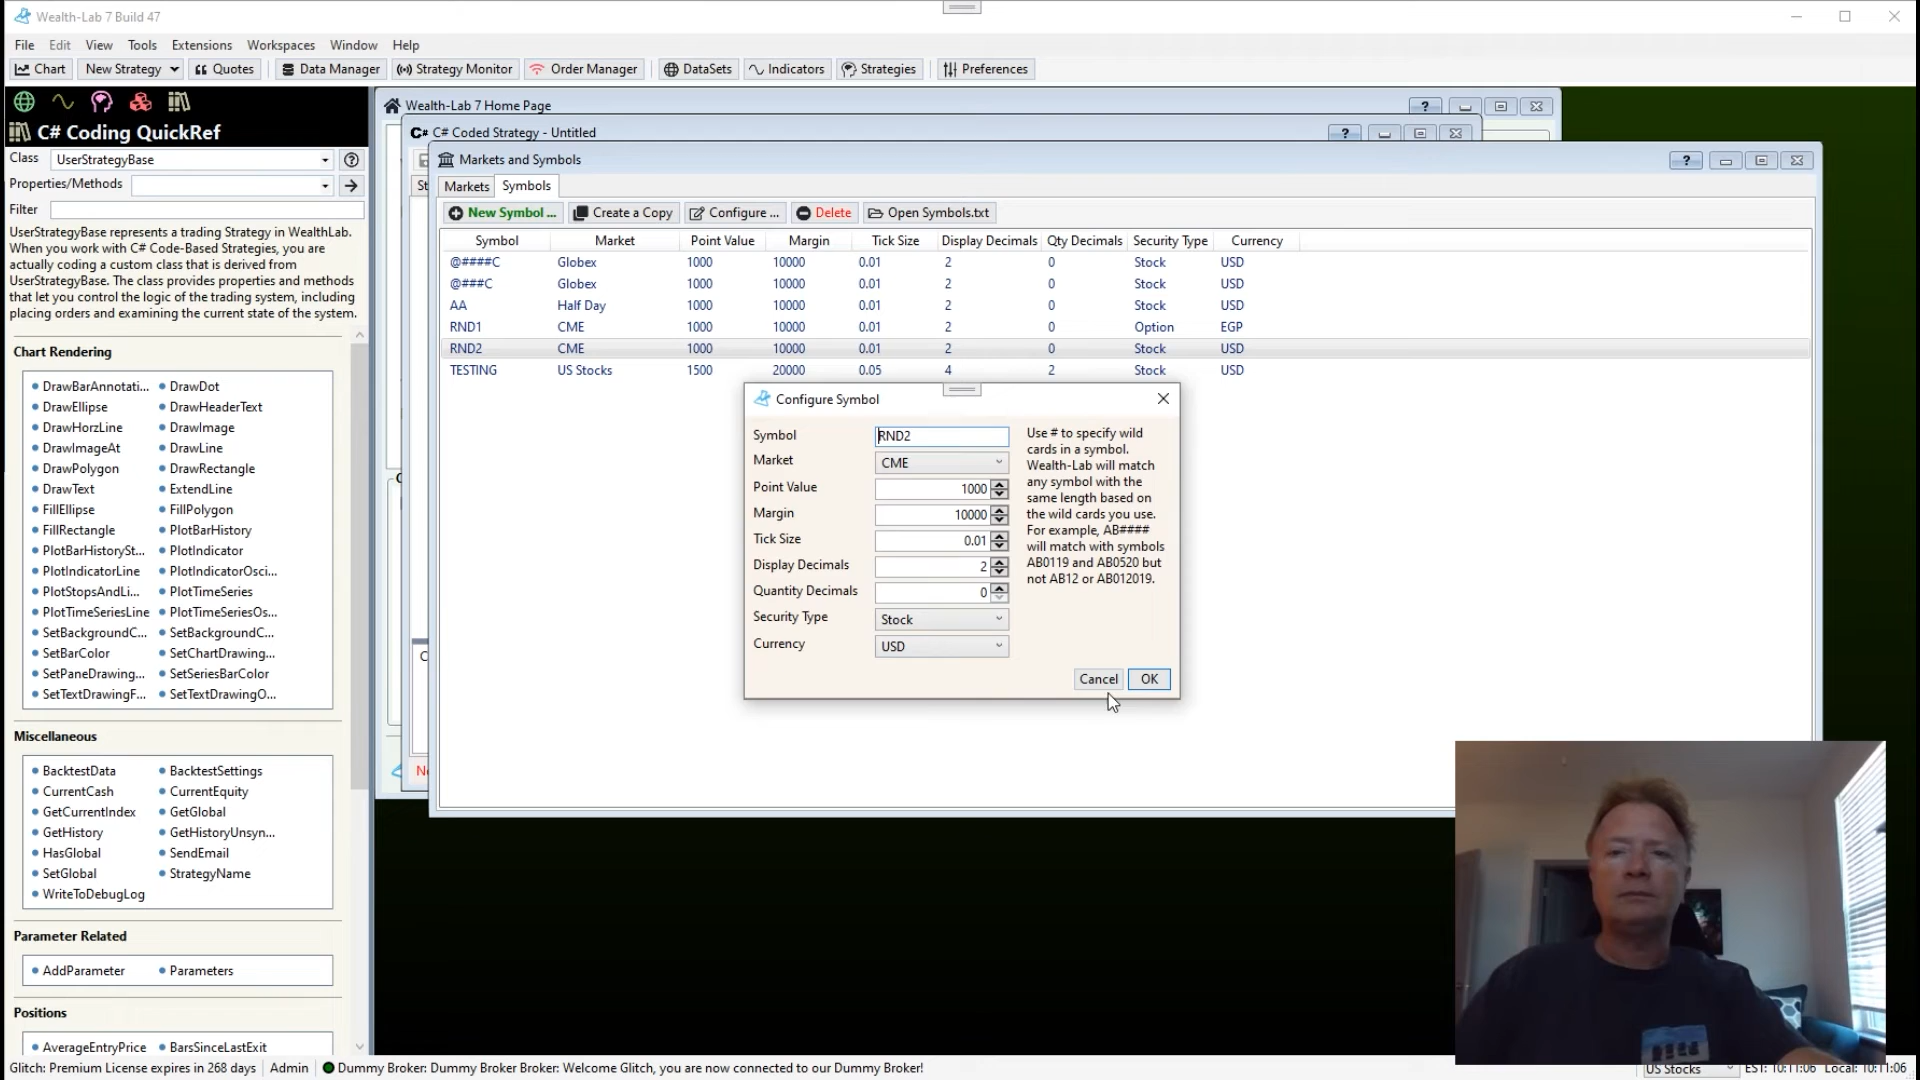 Wealth-Lab 7 Build 47
File Edit View Tools Extensions Workspaces Window Help
Chart New Strategy Quotes Data Manager Strategy Monitor Order Manager DataSets Indicators Strategies Preferences
C# Coding QuickRef
Class UserStrategyBase
Properties/Methods
Filter
UserStrategyBase represents a trading Strategy in WealthLab.
When you work with C# Code-Based Strategies, you are
actually coding a custom class that is derived from
UserStrategyBase. The class provides properties and methods
that let you control the logic of the trading system, including
placing orders and examining the current state of the system.
Chart Rendering
DrawBarAnnotati... DrawDot
DrawEllipse DrawHeaderText
DrawHorzLine DrawImage
DrawImageAt DrawLine
DrawPolygon DrawRectangle
DrawText ExtendLine
FillEllipse FillPolygon
FillRectangle PlotBarHistory
PlotBarHistorySt... PlotIndicator
PlotIndicatorLine PlotIndicatorOsci...
PlotStopsAndLi... PlotTimeSeries
PlotTimeSeriesLine PlotTimeSeriesOs...
SetBackgroundC... SetBackgroundC...
SetBarColor SetChartDrawing...
SetPaneDrawing... SetSeriesBarColor
SetTextDrawingF... SetTextDrawingO...
Miscellaneous
BacktestData BacktestSettings
CurrentCash CurrentEquity
GetCurrentIndex GetGlobal
GetHistory GetHistoryUnsyn...
HasGlobal SendEmail
SetGlobal StrategyName
WriteToDebugLog
Parameter Related
AddParameter Parameters
Positions
AverageEntryPrice BarsSinceLastExit
Wealth-Lab 7 Home Page
C# C# Coded Strategy - Untitled
Markets and Symbols
St Markets Symbols
New Symbol ... Create a Copy Configure ... Delete Open Symbols.txt
Symbol Market Point Value Margin Tick Size Display Decimals Qty Decimals Security Type Currency
@####C Globex 1000 10000 0.01 2 0 Stock USD
@###C Globex 1000 10000 0.01 2 0 Stock USD
AA Half Day 1000 10000 0.01 2 0 Stock USD
RND1 CME 1000 10000 0.01 2 0 Option EGP
RND2 CME 1000 10000 0.01 2 0 Stock USD
TESTING US Stocks 1500 20000 0.05 4 2 Stock USD
Configure Symbol
Symbol RND2
Market CME
Point Value 1000
Margin 10000
Tick Size 0.01
Display Decimals 2
Quantity Decimals 0
Security Type Stock
Currency USD
Use # to specify wild
cards in a symbol.
Wealth-Lab will match
any symbol with the
same length based on
the wild cards you use.
For example, AB####
will match with symbols
AB0119 and AB0520 but
not AB12 or AB012019.
Cancel OK
Glitch: Premium License expires in 268 days Admin Dummy Broker: Dummy Broker Broker: Welcome Glitch, you are now connected to our Dummy Broker! US Stocks EST: 10:11:06 Local: 10:11:06